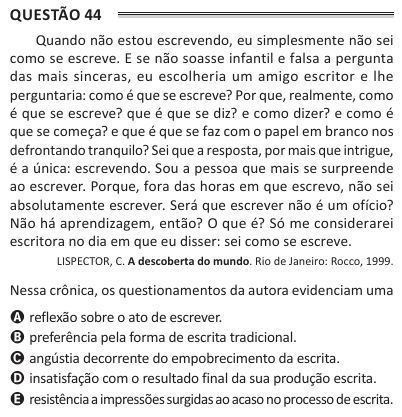 QUESTÃO 44
Quando não estou escrevendo, eu simplesmente não sei
como se escreve. E se não soasse infantil e falsa a pergunta
das mais sinceras, eu escolheria um amigo escritor e lhe
perguntaria: como é que se escreve? Por que, realmente, como
é que se escreve? que é que se diz? e como dizer? e como é
que se começa? e que é que se faz com o papel em branco nos
defrontando tranquilo? Sei que a resposta, por mais que intrigue,
é a única: escrevendo. Sou a pessoa que mais se surpreende
ao escrever. Porque, fora das horas em que escrevo, não sei
absolutamente escrever. Será que escrever não é um ofício?
Não há aprendizagem, então? O que é? Só me considerarei
escritora no dia em que eu disser: sei como se escreve.
LISPECTOR, C. A descoberta do mundo. Rio de Janeiro: Rocco, 1999.
Nessa crônica, os questionamentos da autora evidenciam uma
A reflexão sobre o ato de escrever.
B preferência pela forma de escrita tradicional.
C angústia decorrente do empobrecimento da escrita.
D insatisfação com o resultado final da sua produção escrita.
E resistência a impressões surgidas ao acaso no processo de escrita.